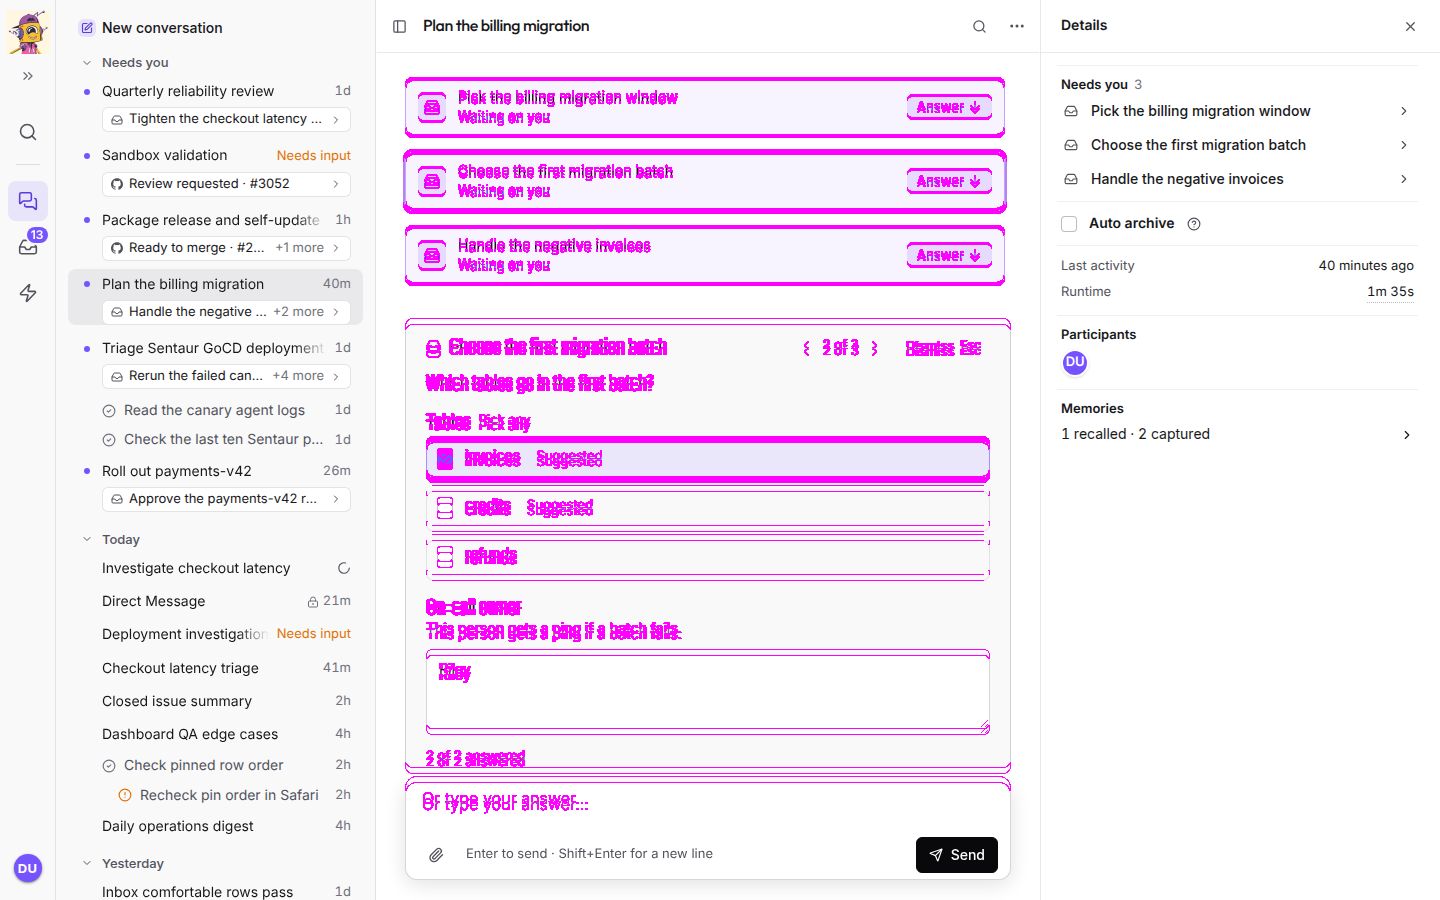 New conversation
Needs you
Quarterly reliability review 1d
Tighten the checkout latency ...
Sandbox validation Needs input
Review requested · #3052
Package release and self-update 1h
Ready to merge · #2... +1 more
Plan the billing migration 40m
Handle the negative ... +2 more
Triage Sentaur GoCD deployment 1d
Rerun the failed can... +4 more
Read the canary agent logs 1d
Check the last ten Sentaur p... 1d
Roll out payments-v42 26m
Approve the payments-v42 r...
Today
Investigate checkout latency
Direct Message 21m
Deployment investigation Needs input
Checkout latency triage 41m
Closed issue summary 2h
Dashboard QA edge cases 4h
Check pinned row order 2h
Recheck pin order in Safari 2h
Daily operations digest 4h
Yesterday
Inbox comfortable rows pass 1d
13
DU
Plan the billing migration
Pick the billing migration window
Waiting on you
Answer
Choose the first migration batch
Waiting on you
Answer
Handle the negative invoices
Waiting on you
Answer
Choose the first migration batch 2 of 3 Dismiss Esc
Which tables go in the first batch?
Tables Pick any
invoices Suggested
credits Suggested
refunds
On-call owner
This person gets a ping if a batch fails.
2 of 2 answered
Or type your answer...
Enter to send · Shift+Enter for a new line
Send
Details
Needs you 3
Pick the billing migration window
Choose the first migration batch
Handle the negative invoices
Auto archive
Last activity 40 minutes ago
Runtime 1m 35s
Participants
DU
Memories
1 recalled · 2 captured